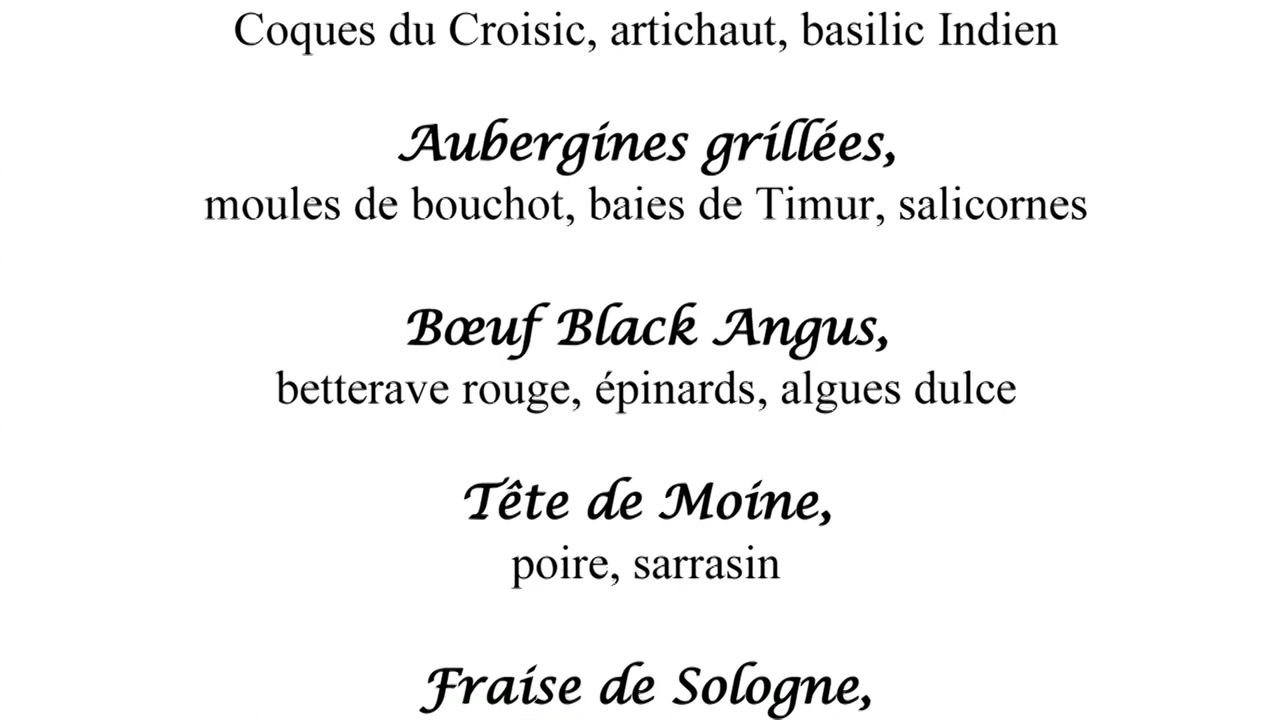 Coques du Croisic, artichaut, basilic Indien
Aubergines grillées,
moules de bouchot, baies de Timur, salicornes
Bœuf Black Angus,
betterave rouge, épinards, algues dulce
Tête de Moine,
poire, sarrasin
Fraise de Sologne,